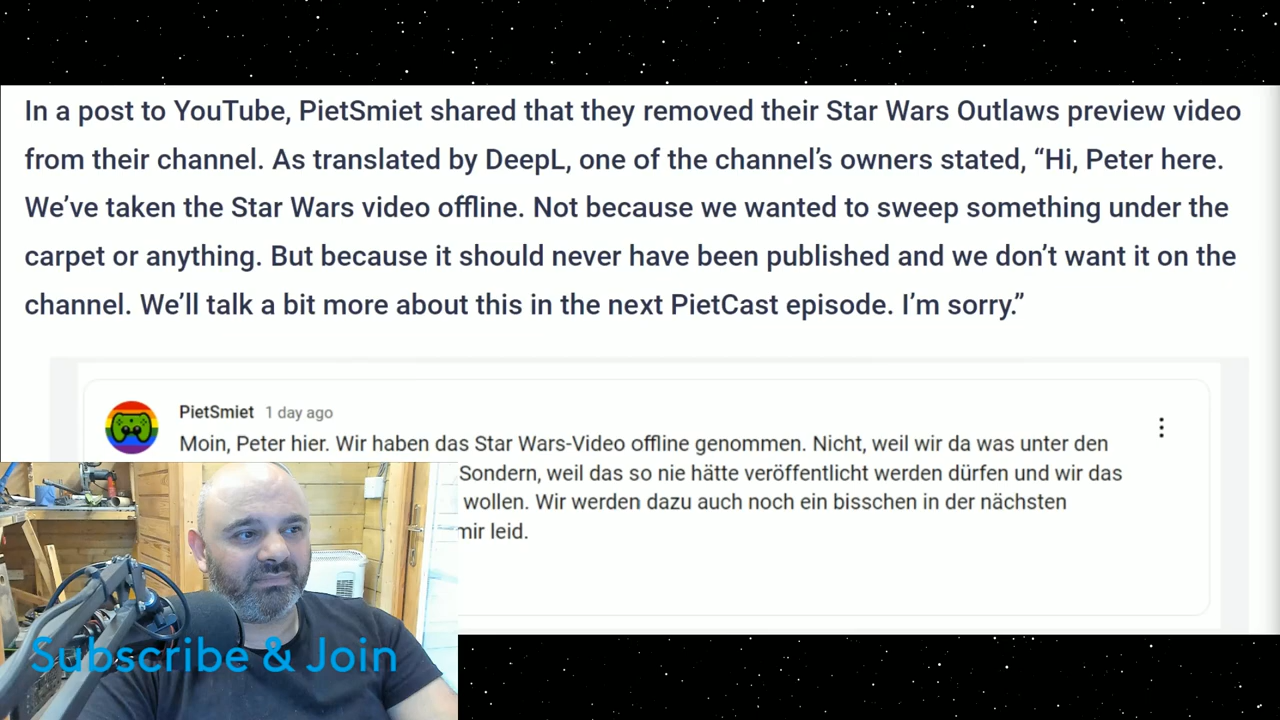 In a post to YouTube, PietSmiet shared that they removed their Star Wars Outlaws preview video
from their channel. As translated by DeepL, one of the channel’s owners stated, “Hi, Peter here.
We’ve taken the Star Wars video offline. Not because we wanted to sweep something under the
carpet or anything. But because it should never have been published and we don’t want it on the
channel. We’ll talk a bit more about this in the next PietCast episode. I’m sorry.”
PietSmiet 1 day ago
Moin, Peter hier. Wir haben das Star Wars-Video offline genommen. Nicht, weil wir da was unter den
Sondern, weil das so nie hätte veröffentlicht werden dürfen und wir das
wollen. Wir werden dazu auch noch ein bisschen in der nächsten
mir leid.
Subscribe & Join